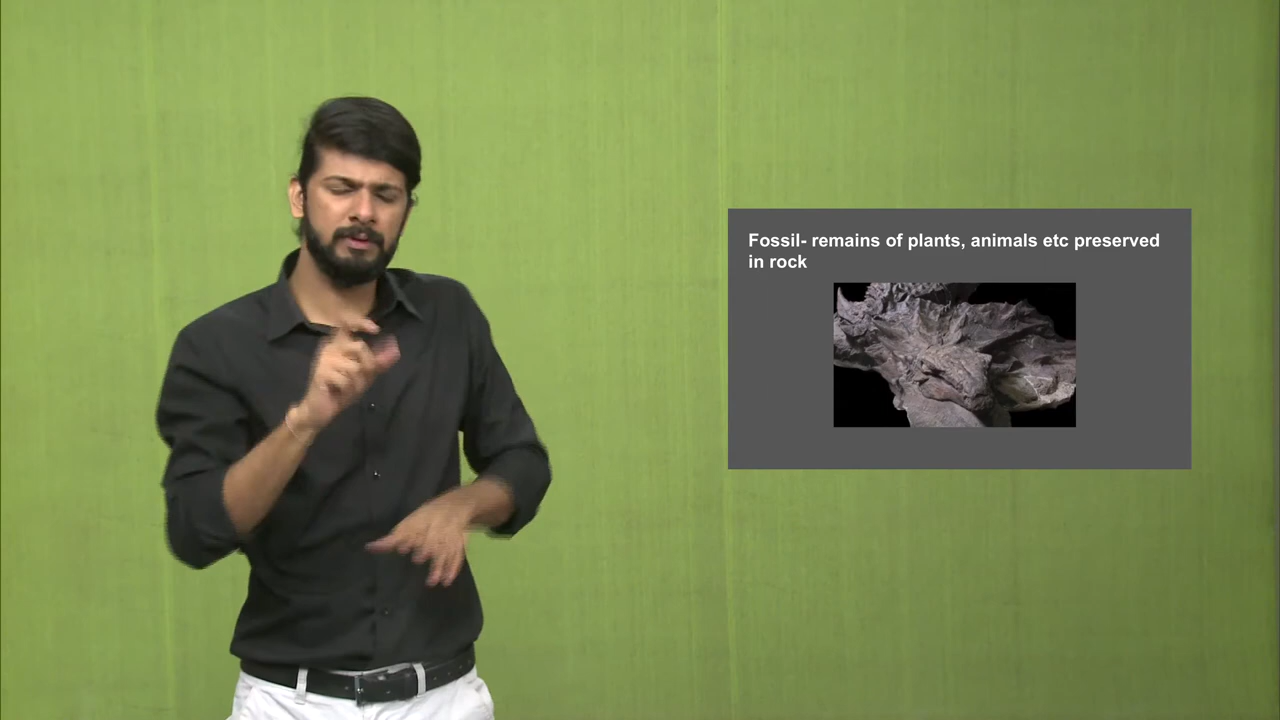 Fossil- remains of plants, animals etc preserved
in rock